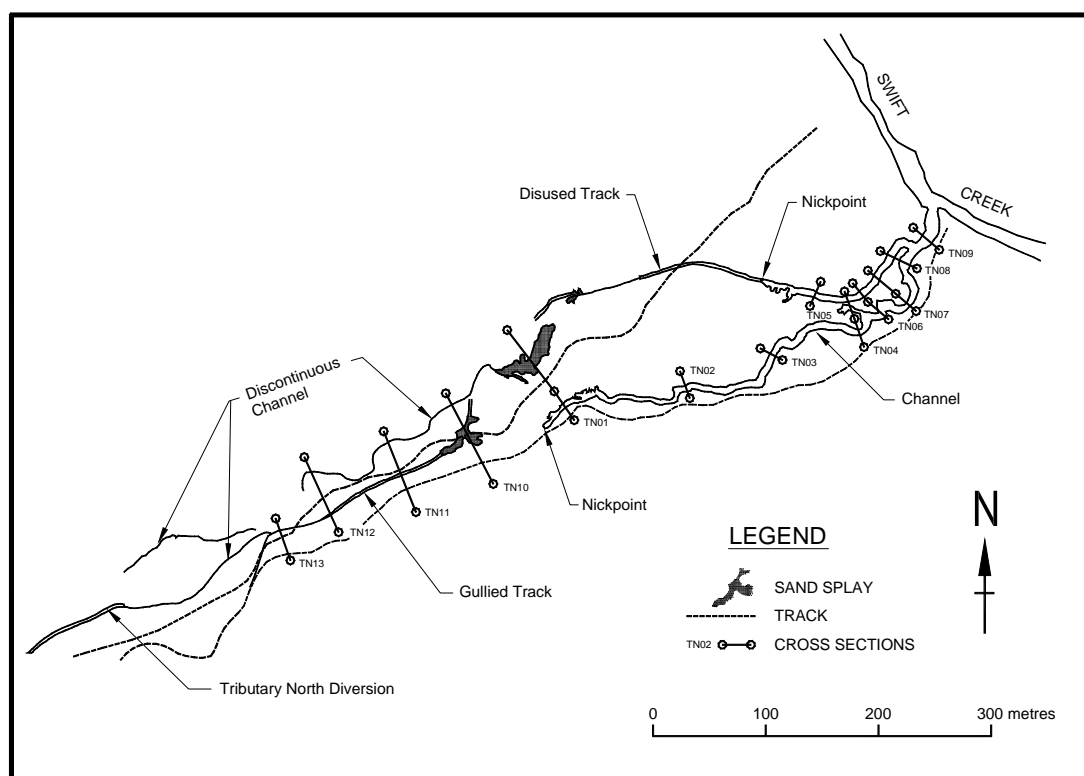 SWIFT
CREEK
Disused Track
Nickpoint
TN09
TN08
TN07
TN05
TN06
TN04
TN03
TN02
Channel
Discontinuous
Channel
TN01
TN10
Nickpoint
TN11
TN12
TN13
Gullied Track
Tributary North Diversion
N
LEGEND
SAND SPLAY
TRACK
TN02 CROSS SECTIONS
0 100 200 300 metres